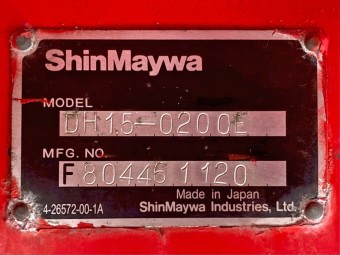 ShinMaywa
MODEL
DH15-0200E
MFG. NO.
F80445 1120
Made in Japan
4-26572-00-1A ShinMaywa Industries, Ltd.